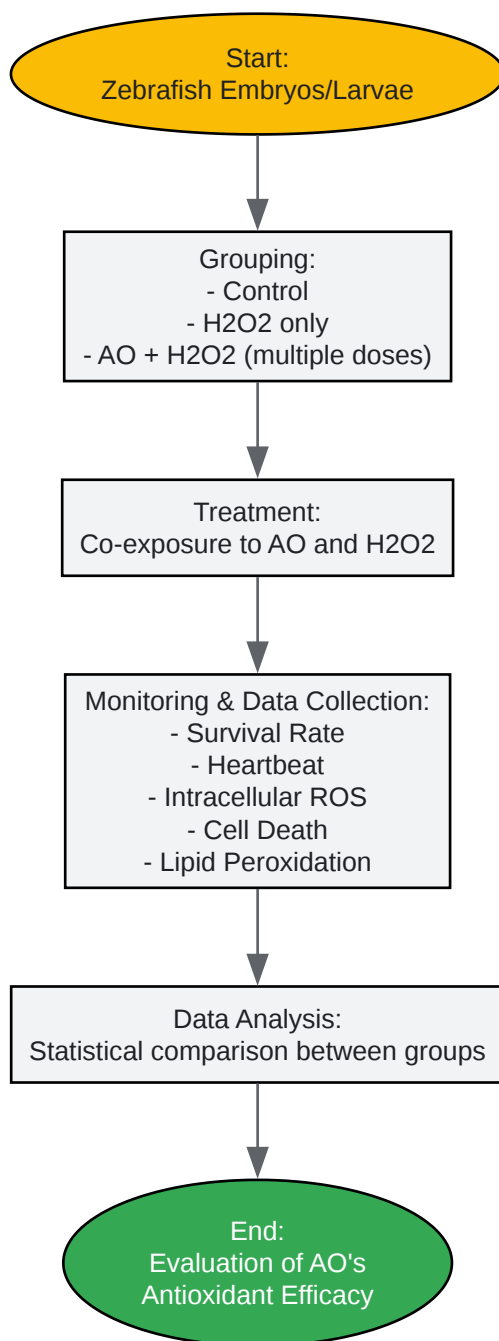 Start:
Zebrafish Embryos/Larvae
Grouping:
- Control
- H2O2 only
- AO + H2O2 (multiple doses)
Treatment:
Co-exposure to AO and H2O2
Monitoring & Data Collection:
- Survival Rate
- Heartbeat
- Intracellular ROS
- Cell Death
- Lipid Peroxidation
Data Analysis:
Statistical comparison between groups
End:
Evaluation of AO's
Antioxidant Efficacy